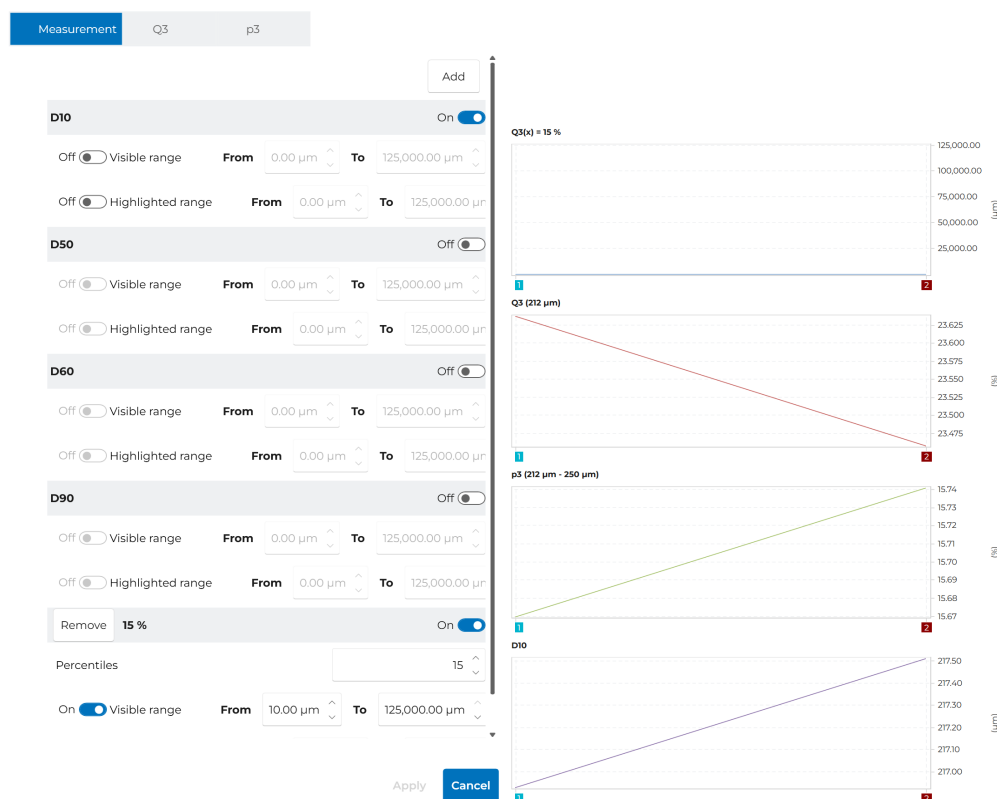 Measurement Q3 p3
Add
D10 On
Off Visible range From 0.00 µm To 125,000.00 µm
Off Highlighted range From 0.00 µm To 125,000.00 µm
D50 Off
Off Visible range From 0.00 µm To 125,000.00 µm
Off Highlighted range From 0.00 µm To 125,000.00 µm
D60 Off
Off Visible range From 0.00 µm To 125,000.00 µm
Off Highlighted range From 0.00 µm To 125,000.00 µm
D90 Off
Off Visible range From 0.00 µm To 125,000.00 µm
Off Highlighted range From 0.00 µm To 125,000.00 µm
Remove 15 % On
Percentiles 15
On Visible range From 10.00 µm To 125,000.00 µm
Apply Cancel
Q3(x) = 15 %
125,000.00
100,000.00
75,000.00
50,000.00
25,000.00
(µm)
1 2
Q3 (212 µm)
23.625
23.600
23.575
23.550
23.525
23.500
23.475
(%)
1 2
p3 (212 µm - 250 µm)
15.74
15.73
15.72
15.71
15.70
15.69
15.68
15.67
(%)
1 2
D10
217.50
217.40
217.30
217.20
217.10
217.00
(µm)
1 2